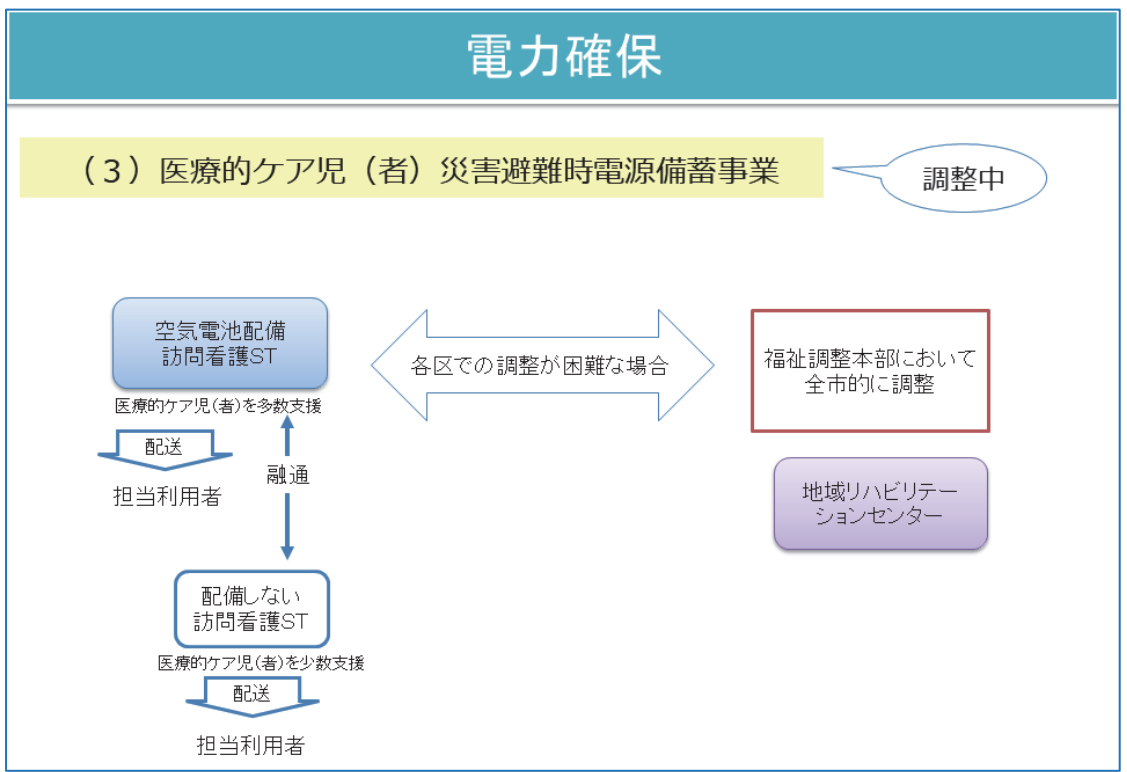 電力確保
（３）医療的ケア児（者）災害避難時電源備蓄事業
調整中
空気電池配備
訪問看護ST
医療的ケア児(者)を多数支援
配送
担当利用者
融通
配備しない
訪問看護ST
医療的ケア児(者)を少数支援
配送
担当利用者
各区での調整が困難な場合
福祉調整本部において
全市的に調整
地域リハビリテー
ションセンター